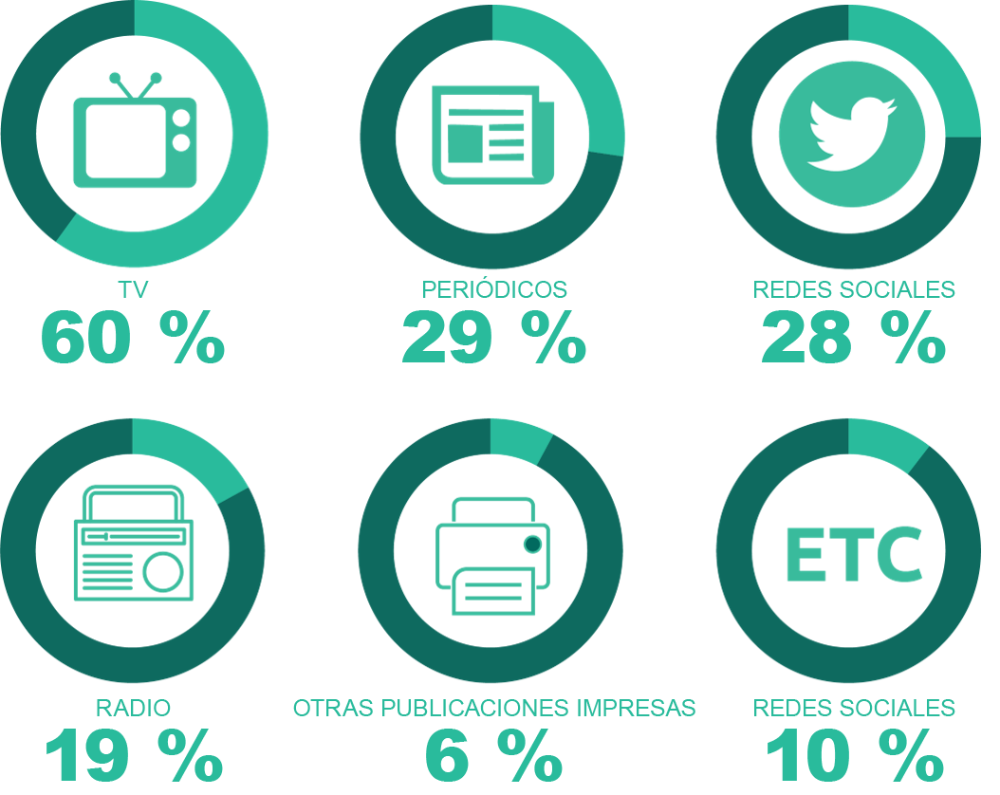 TV
60 %
PERIÓDICOS
29 %
REDES SOCIALES
28 %
RADIO
19 %
OTRAS PUBLICACIONES IMPRESAS
6 %
ETC
REDES SOCIALES
10 %